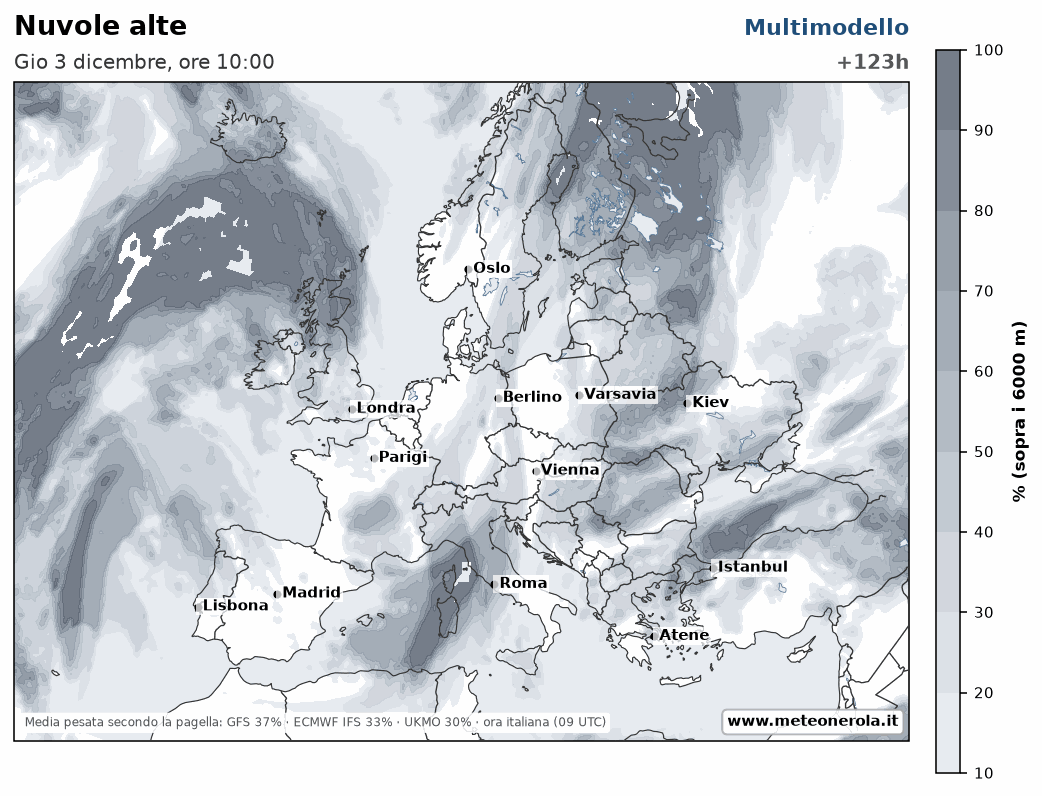 Nuvole alte
Multimodello
Gio 3 dicembre, ore 10:00
+123h
100
90
80
70
60
50
40
30
20
10
% (sopra i 6000 m)
Oslo
Berlino
Varsavia
Kiev
Londra
Parigi
Vienna
Istanbul
Roma
Madrid
Lisbona
Atene
Media pesata secondo la pagella: GFS 37% · ECMWF IFS 33% · UKMO 30% · ora italiana (09 UTC)
www.meteonerola.it